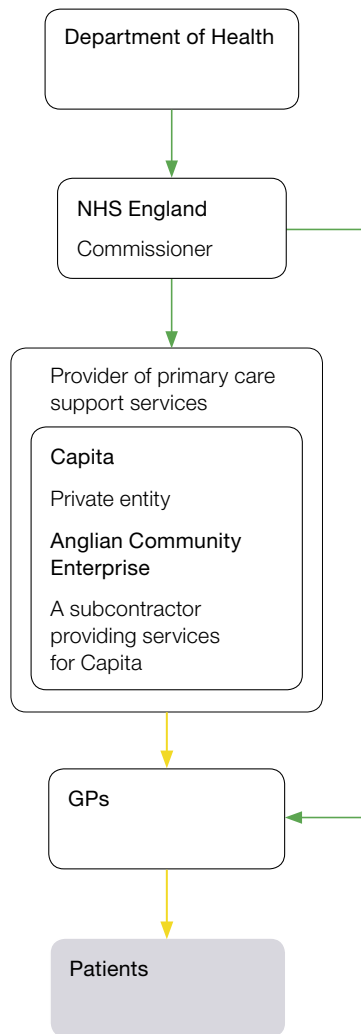 Department of Health
NHS England
Commissioner
Provider of primary care
support services
Capita
Private entity
Anglian Community
Enterprise
A subcontractor
providing services
for Capita
GPs
Patients